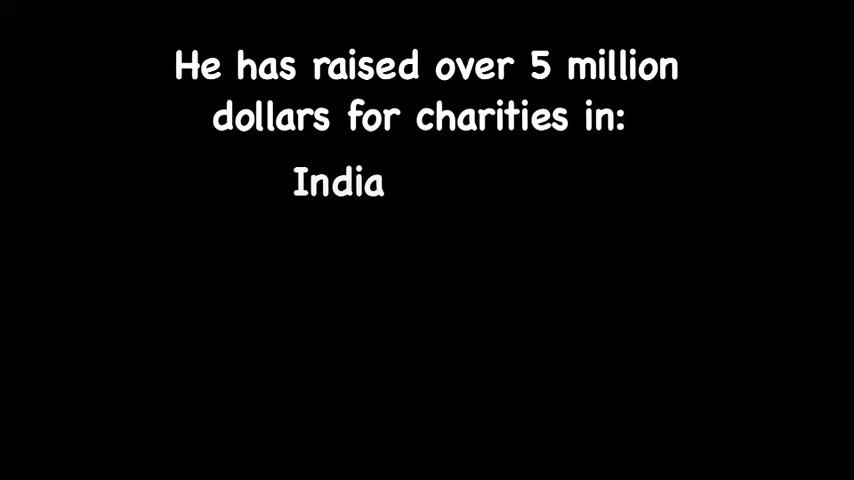 He has raised over 5 million
dollars for charities in:
India